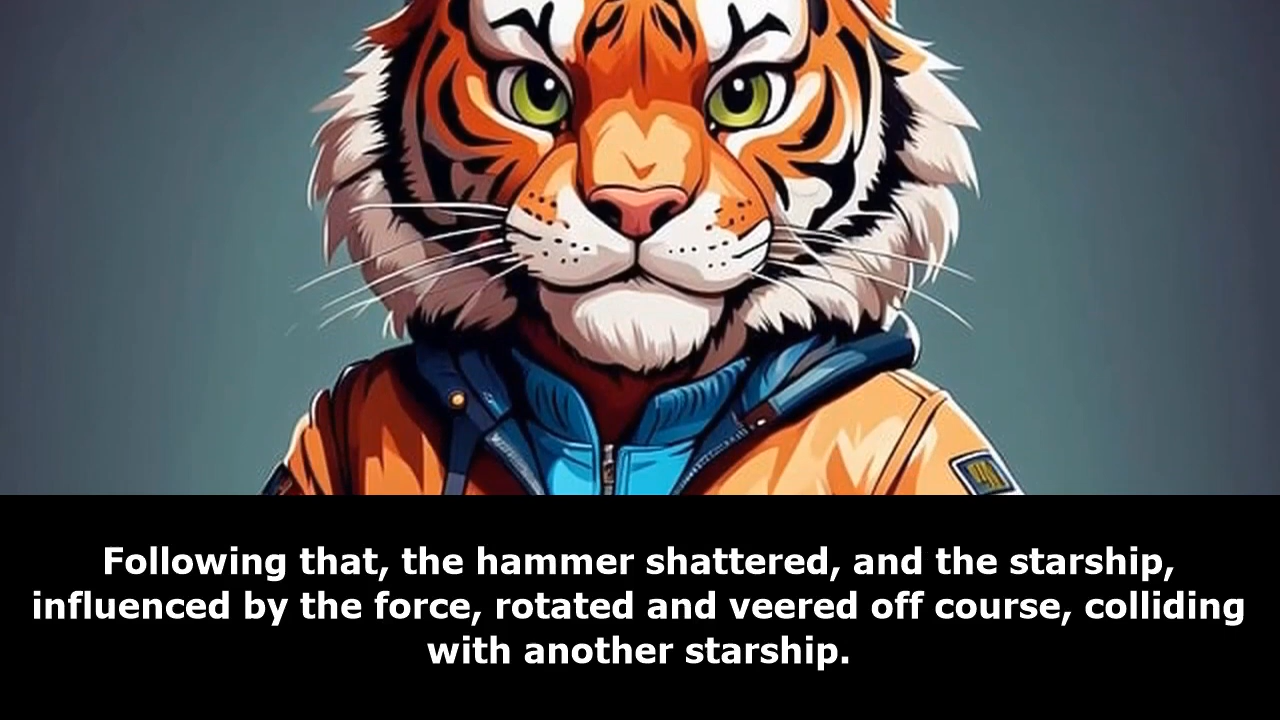 Following that, the hammer shattered, and the starship,
influenced by the force, rotated and veered off course, colliding
with another starship.